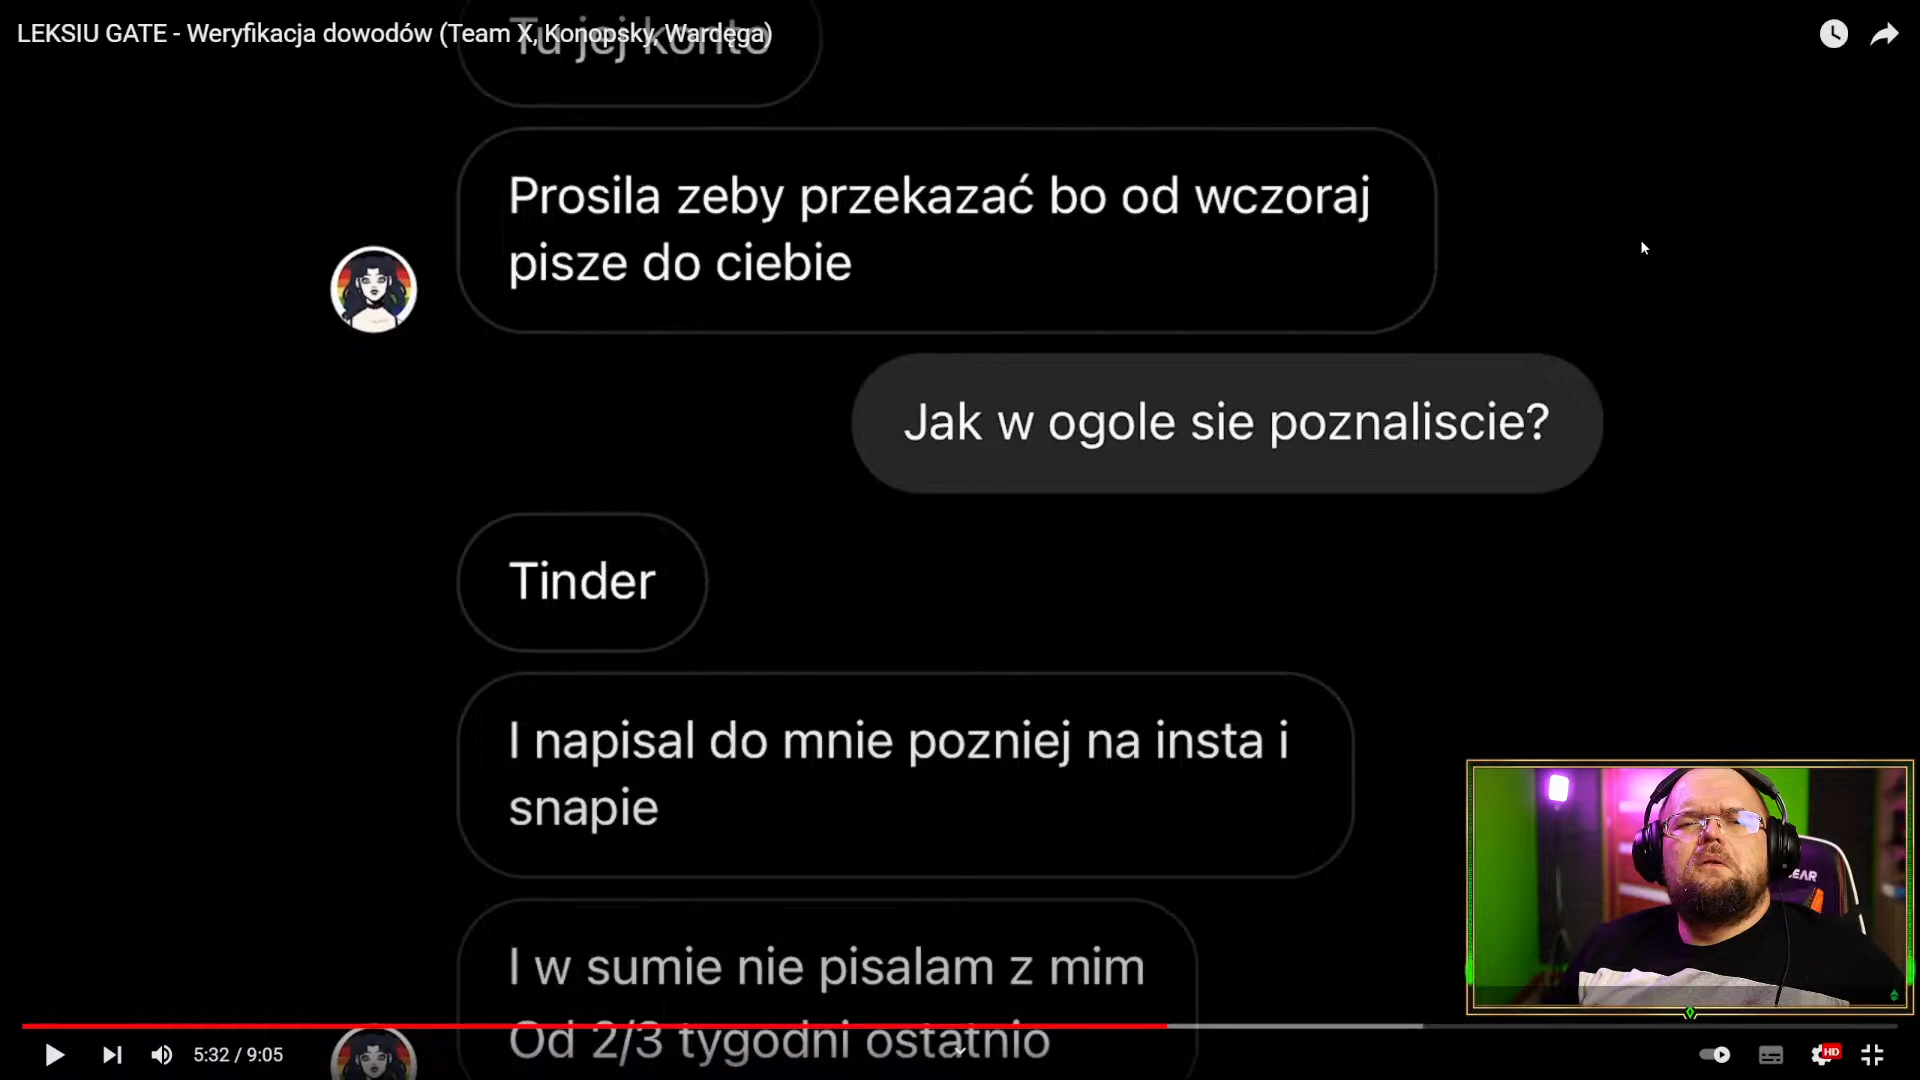 LEKSIU GATE - Weryfikacja dowodów (Team X, Konopsky, Wardęga)
Tu jej konto
Prosila zeby przekazać bo od wczoraj
pisze do ciebie
Jak w ogole sie poznaliscie?
Tinder
I napisal do mnie pozniej na insta i
snapie
I w sumie nie pisalam z mim
Od 2/3 tygodni ostatnio
EAR
5:32 / 9:05
HD